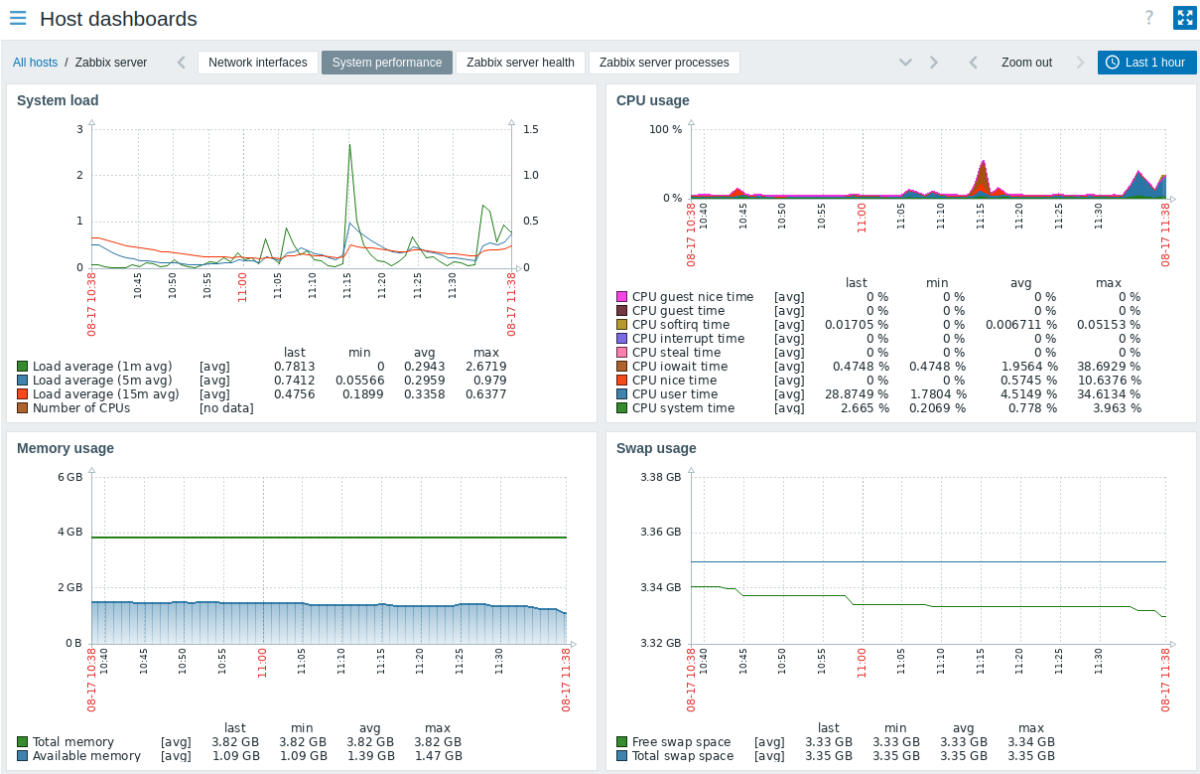 Host dashboards ?
All hosts / Zabbix server Network interfaces System performance Zabbix server health Zabbix server processes Zoom out Last 1 hour
System load
3 1.5
2 1.0
1 0.5
0 0
08-17 10:38 10:45 10:50 10:55 11:00 11:05 11:10 11:15 11:20 11:25 11:30 08-17 11:38
last min avg max
Load average (1m avg) [avg] 0.7813 0 0.2943 2.6719
Load average (5m avg) [avg] 0.7412 0.05566 0.2959 0.979
Load average (15m avg) [avg] 0.4756 0.1899 0.3358 0.6377
Number of CPUs [no data]
CPU usage
100 %
0 %
08-17 10:38 10:40 10:45 10:50 10:55 11:00 11:05 11:10 11:15 11:20 11:25 11:30 08-17 11:38
last min avg max
CPU guest nice time [avg] 0 % 0 % 0 % 0 %
CPU guest time [avg] 0 % 0 % 0 % 0 %
CPU softirq time [avg] 0.01705 % 0 % 0.006711 % 0.05153 %
CPU interrupt time [avg] 0 % 0 % 0 % 0 %
CPU steal time [avg] 0 % 0 % 0 % 0 %
CPU iowait time [avg] 0.4748 % 0.4748 % 1.9564 % 38.6929 %
CPU nice time [avg] 0 % 0 % 0.5745 % 10.6376 %
CPU user time [avg] 28.8749 % 1.7804 % 4.5149 % 34.6134 %
CPU system time [avg] 2.665 % 0.2069 % 0.778 % 3.963 %
Memory usage
6 GB
4 GB
2 GB
0 B
08-17 10:38 10:40 10:45 10:50 10:55 11:00 11:05 11:10 11:15 11:20 11:25 11:30 08-17 11:38
last min avg max
Total memory [avg] 3.82 GB 3.82 GB 3.82 GB 3.82 GB
Available memory [avg] 1.09 GB 1.09 GB 1.39 GB 1.47 GB
Swap usage
3.38 GB
3.36 GB
3.34 GB
3.32 GB
08-17 10:38 10:40 10:45 10:50 10:55 11:00 11:05 11:10 11:15 11:20 11:25 11:30 08-17 11:38
last min avg max
Free swap space [avg] 3.33 GB 3.33 GB 3.33 GB 3.34 GB
Total swap space [avg] 3.35 GB 3.35 GB 3.35 GB 3.35 GB